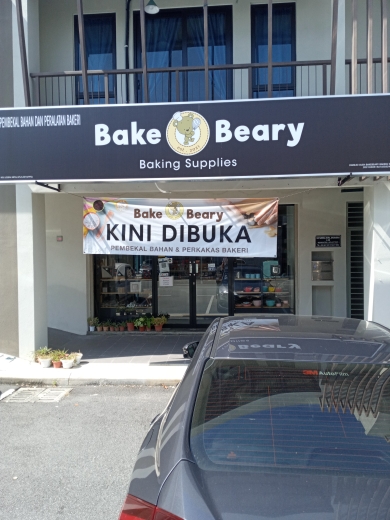 PEMBEKAL BAHAN DAN PERALATAN BAKERI
Bake Beary
Baking Supplies
Bake Beary
KINI DIBUKA
PEMBEKAL BAHAN & PERKAKAS BAKERI